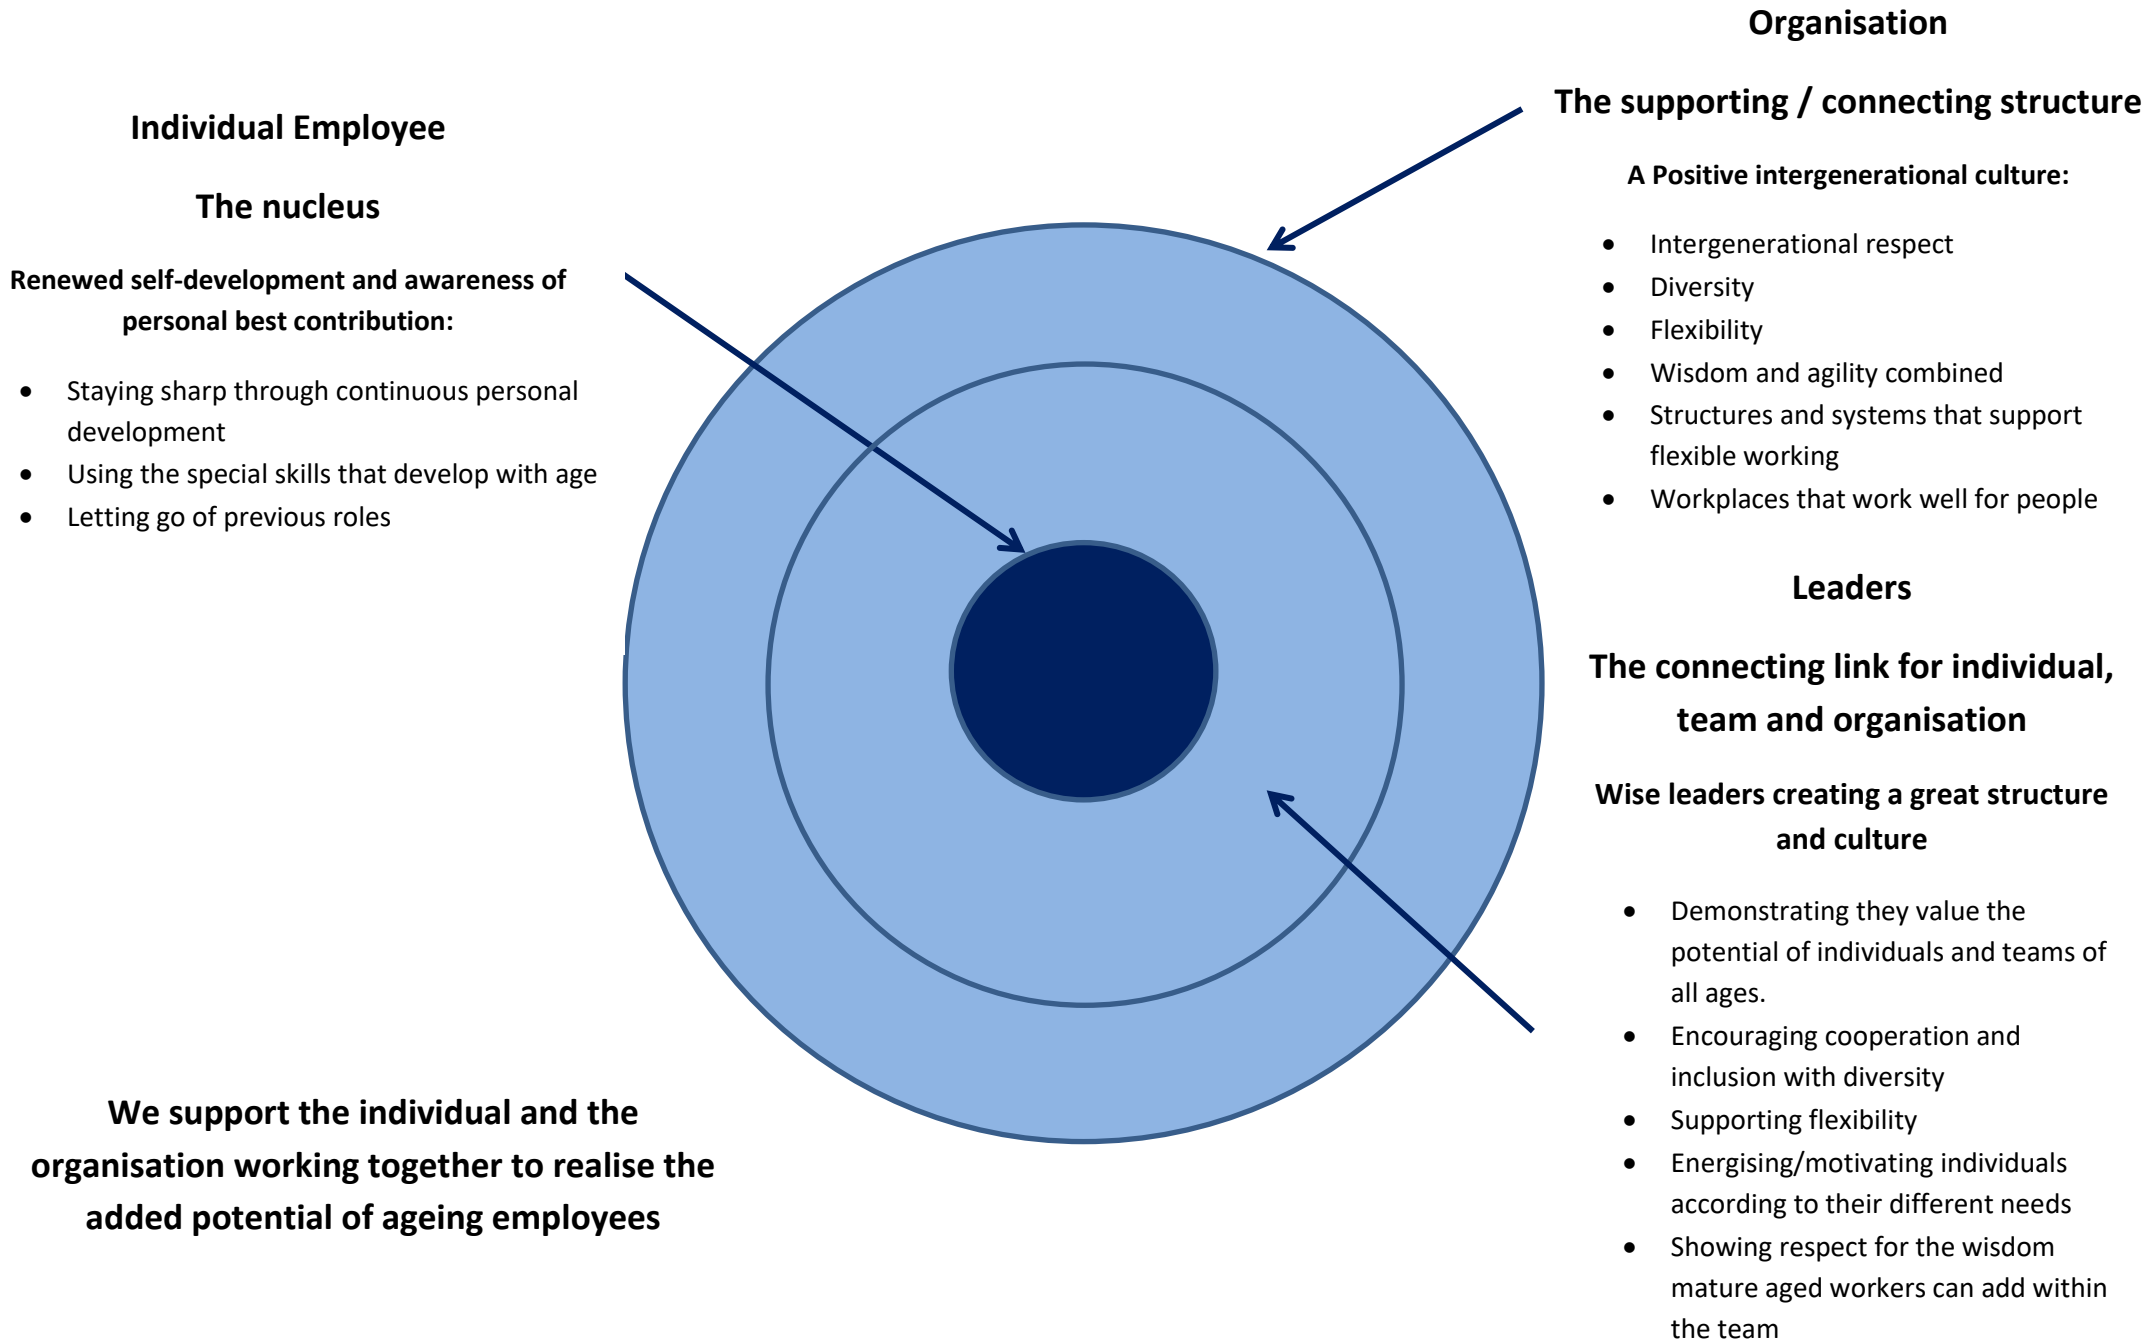 Individual Employee
The nucleus
Renewed self-development and awareness of
personal best contribution:
• Staying sharp through continuous personal
development
• Using the special skills that develop with age
• Letting go of previous roles
We support the individual and the
organisation working together to realise the
added potential of ageing employees
Organisation
The supporting / connecting structure
A Positive intergenerational culture:
• Intergenerational respect
• Diversity
• Flexibility
• Wisdom and agility combined
• Structures and systems that support
flexible working
• Workplaces that work well for people
Leaders
The connecting link for individual,
team and organisation
Wise leaders creating a great structure
and culture
• Demonstrating they value the
potential of individuals and teams of
all ages.
• Encouraging cooperation and
inclusion with diversity
• Supporting flexibility
• Energising/motivating individuals
according to their different needs
• Showing respect for the wisdom
mature aged workers can add within
the team